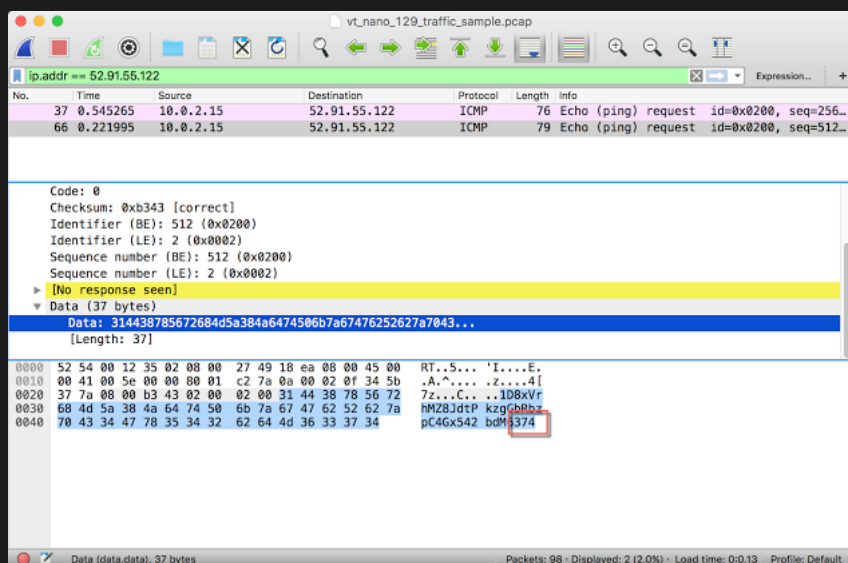 vt_nano_129_traffic_sample.pcap
ip.addr == 52.91.55.122 Expression... +
No. Time Source Destination Protocol Length Info
37 0.545265 10.0.2.15 52.91.55.122 ICMP 76 Echo (ping) request id=0x0200, seq=256…
66 0.221995 10.0.2.15 52.91.55.122 ICMP 79 Echo (ping) request id=0x0200, seq=512…
Code: 0
Checksum: 0xb343 [correct]
Identifier (BE): 512 (0x0200)
Identifier (LE): 2 (0x0002)
Sequence number (BE): 512 (0x0200)
Sequence number (LE): 2 (0x0002)
[No response seen]
Data (37 bytes)
Data: 314438785672684d5a384a6474506b7a67476252627a7043...
[Length: 37]
0000 52 54 00 12 35 02 08 00 27 49 18 ea 08 00 45 00 RT..5... 'I....E.
0010 00 41 00 5e 00 00 80 01 c2 7a 0a 00 02 0f 34 5b .A.^.... .z....4[
0020 37 7a 08 00 b3 43 02 00 02 00 31 44 38 78 56 72 7z...C.. ..1D8xVr
0030 68 4d 5a 38 4a 64 74 50 6b 7a 67 47 62 52 62 7a hMZ8JdtP kzgGbRbz
0040 70 43 34 47 78 35 34 32 62 64 4d 36 33 37 34 pC4Gx542 bdM6374
Data (data.data), 37 bytes Packets: 98 · Displayed: 2 (2.0%) · Load time: 0:0.13 Profile: Default